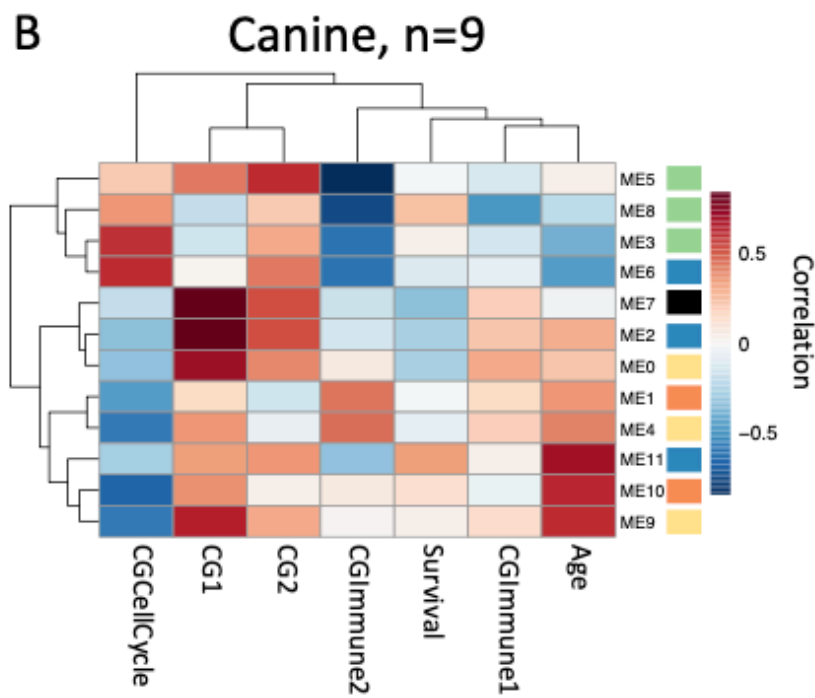 B
Canine, n=9
ME5
ME8
ME3
ME6
ME7
ME2
ME0
ME1
ME4
ME11
ME10
ME9
0.5
0
−0.5
Correlation
CGCellCycle
CG1
CG2
CGImmune2
Survival
CGImmune1
Age